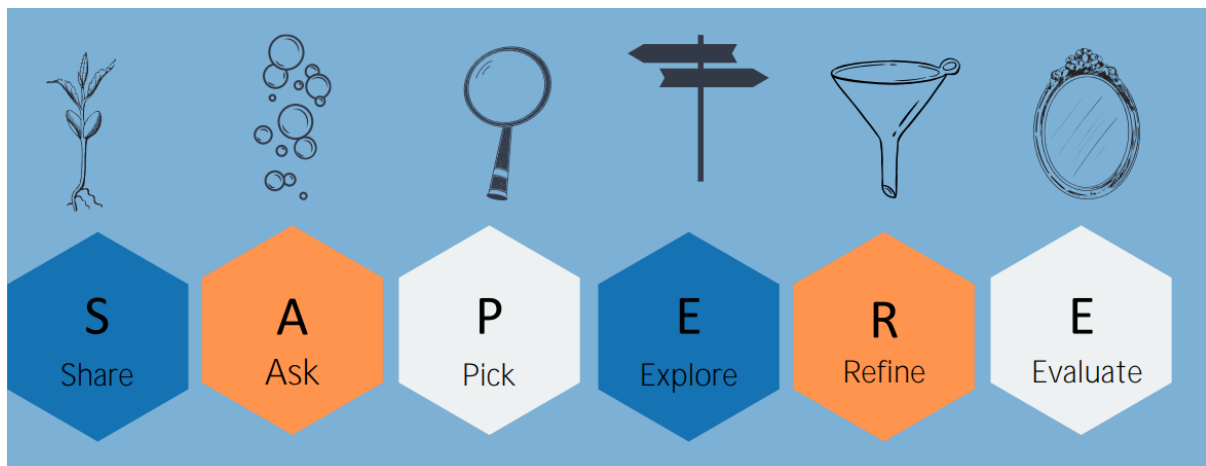 S
Share
A
Ask
P
Pick
E
Explore
R
Refine
E
Evaluate